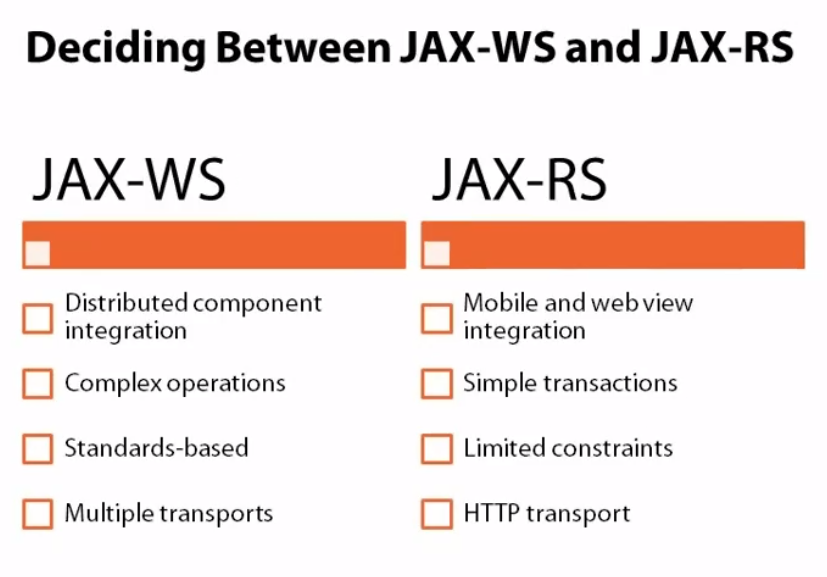 Deciding Between JAX-WS and JAX-RS
JAX-WS
Distributed component
integration
Complex operations
Standards-based
Multiple transports
JAX-RS
Mobile and web view
integration
Simple transactions
Limited constraints
HTTP transport